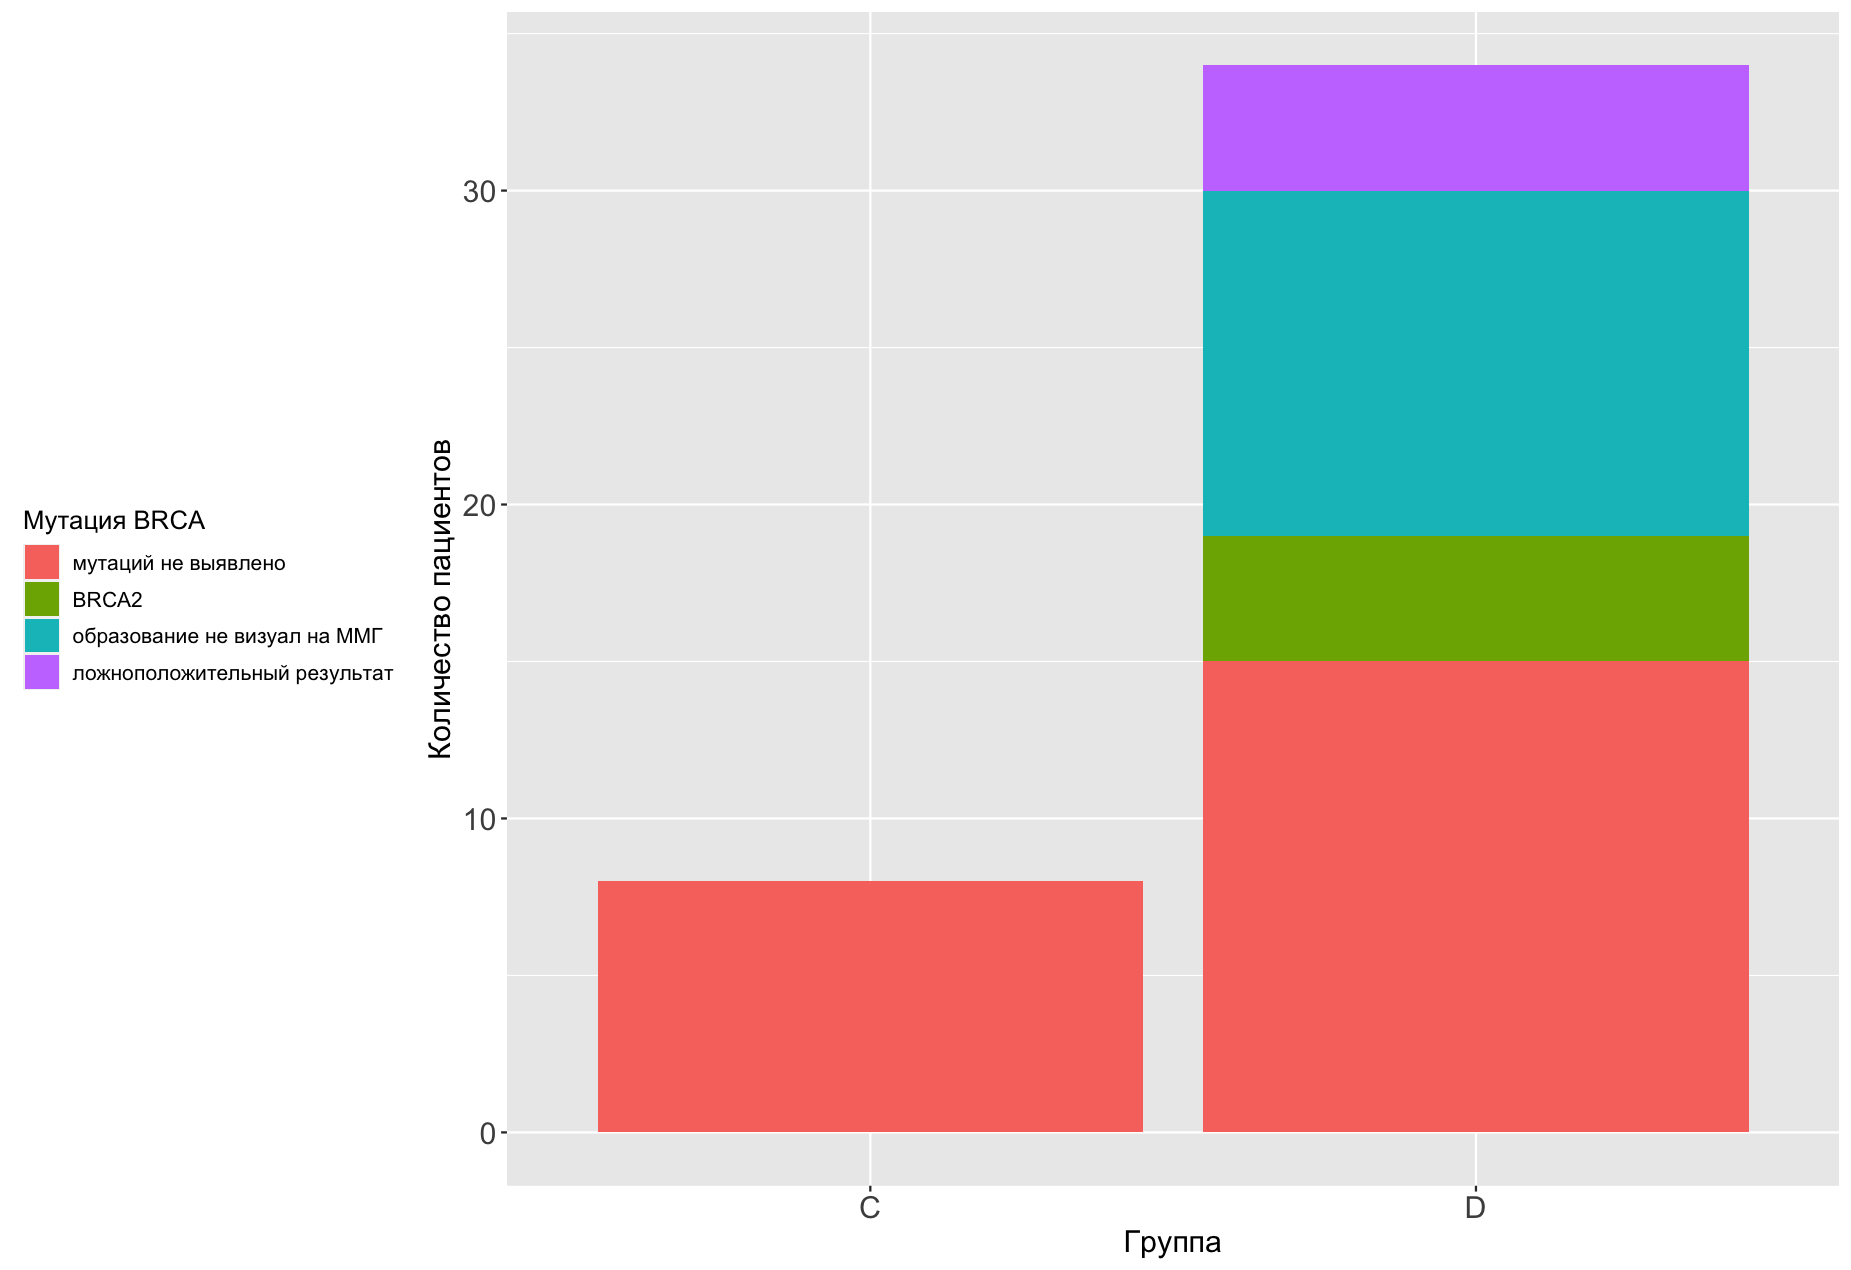 Мутация BRCA
мутаций не выявлено
BRCA2
образование не визуал на ММГ
ложноположительный результат
Количество пациентов
30
20
10
0
C
D
Группа